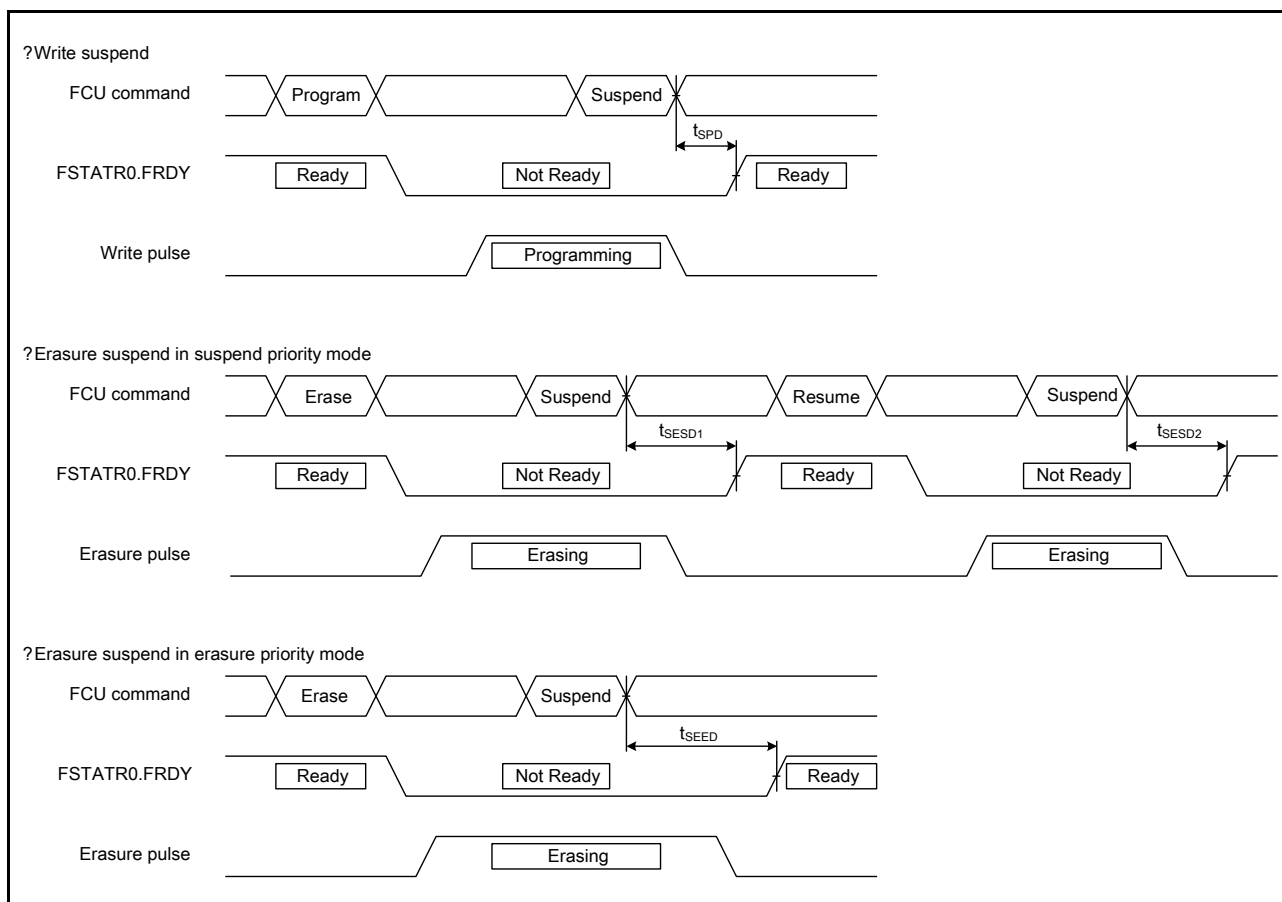 ?Write suspend
FCU command Program Suspend
tSPD
FSTATR0.FRDY Ready Not Ready Ready
Write pulse Programming
?Erasure suspend in suspend priority mode
FCU command Erase Suspend Resume Suspend
tSESD1 tSESD2
FSTATR0.FRDY Ready Not Ready Ready Not Ready
Erasure pulse Erasing Erasing
?Erasure suspend in erasure priority mode
FCU command Erase Suspend
tSEED
FSTATR0.FRDY Ready Not Ready Ready
Erasure pulse Erasing